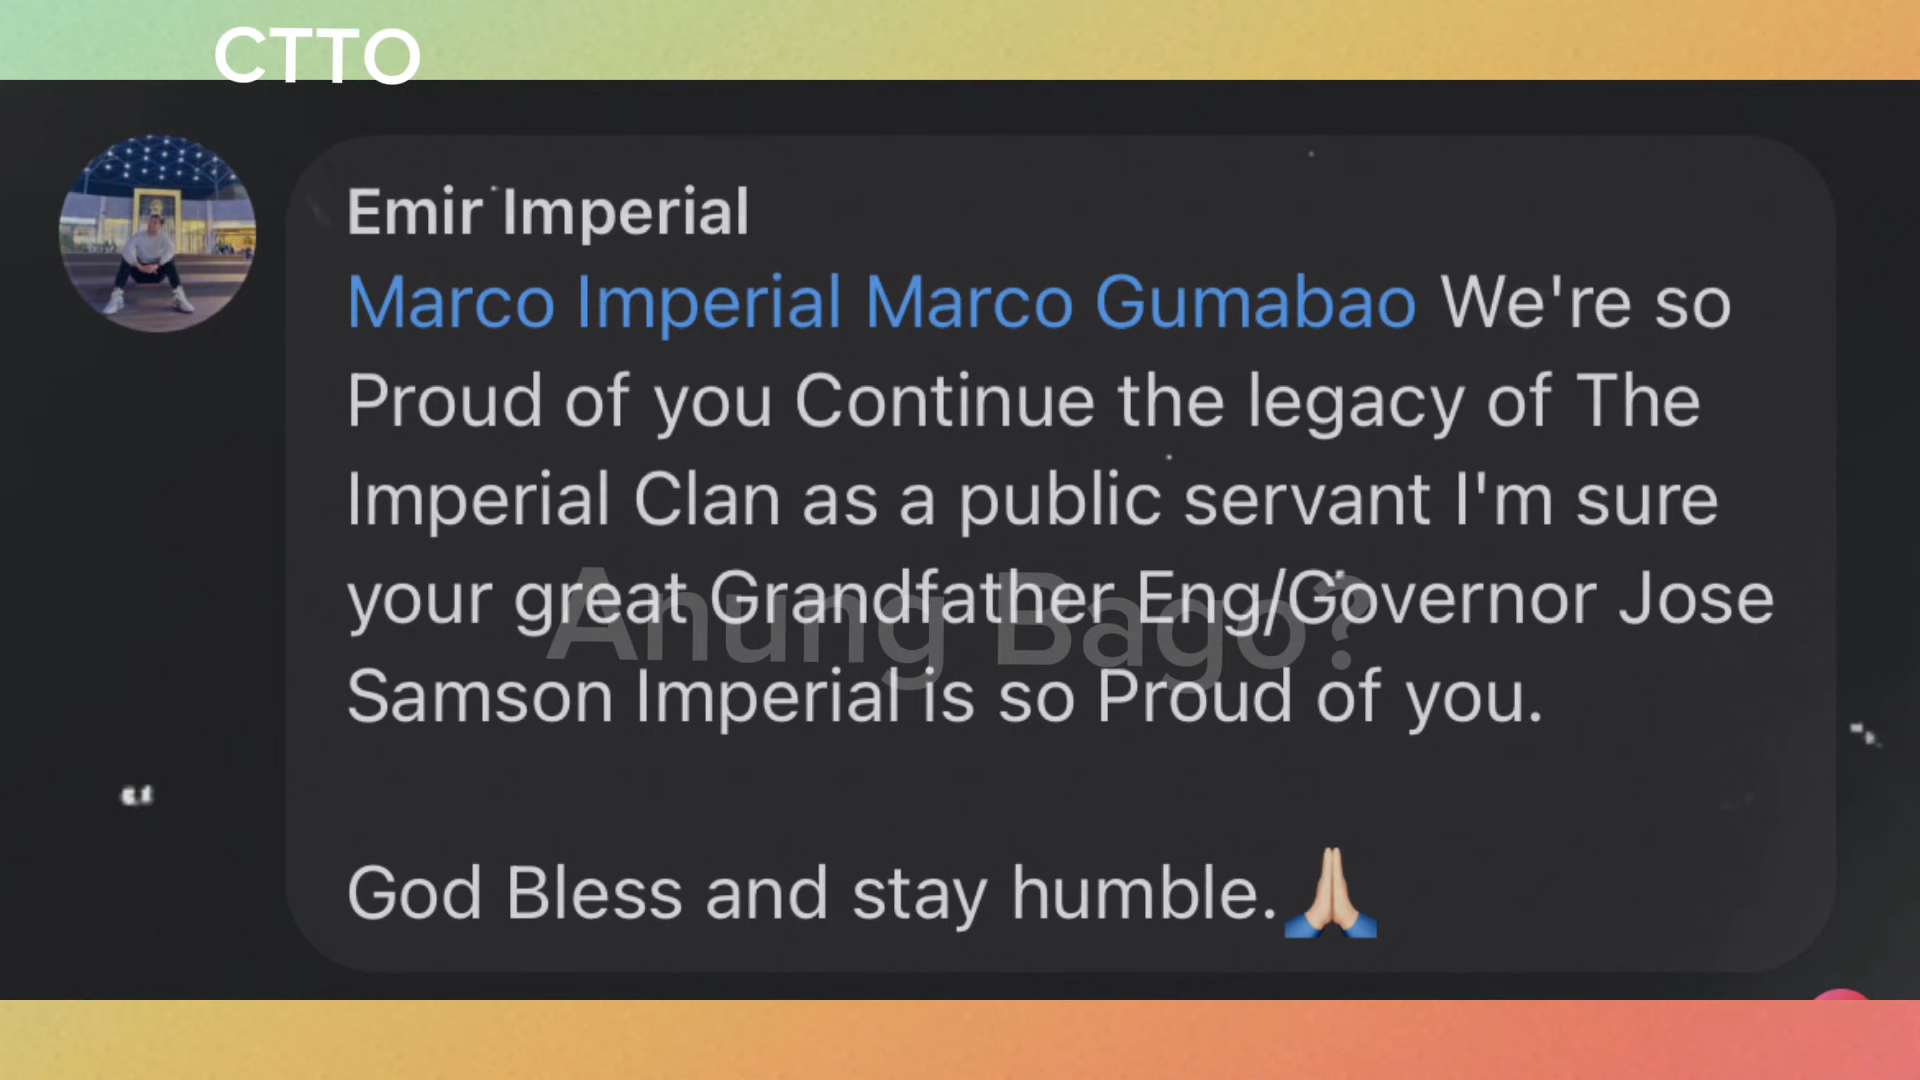 CTTO
Emir Imperial
Marco Imperial Marco Gumabao We're so
Proud of you Continue the legacy of The
Imperial Clan as a public servant I'm sure
your great Grandfather Eng/Governor Jose
Anung Bago?
Samson Imperial is so Proud of you.
God Bless and stay humble.🙏🏼